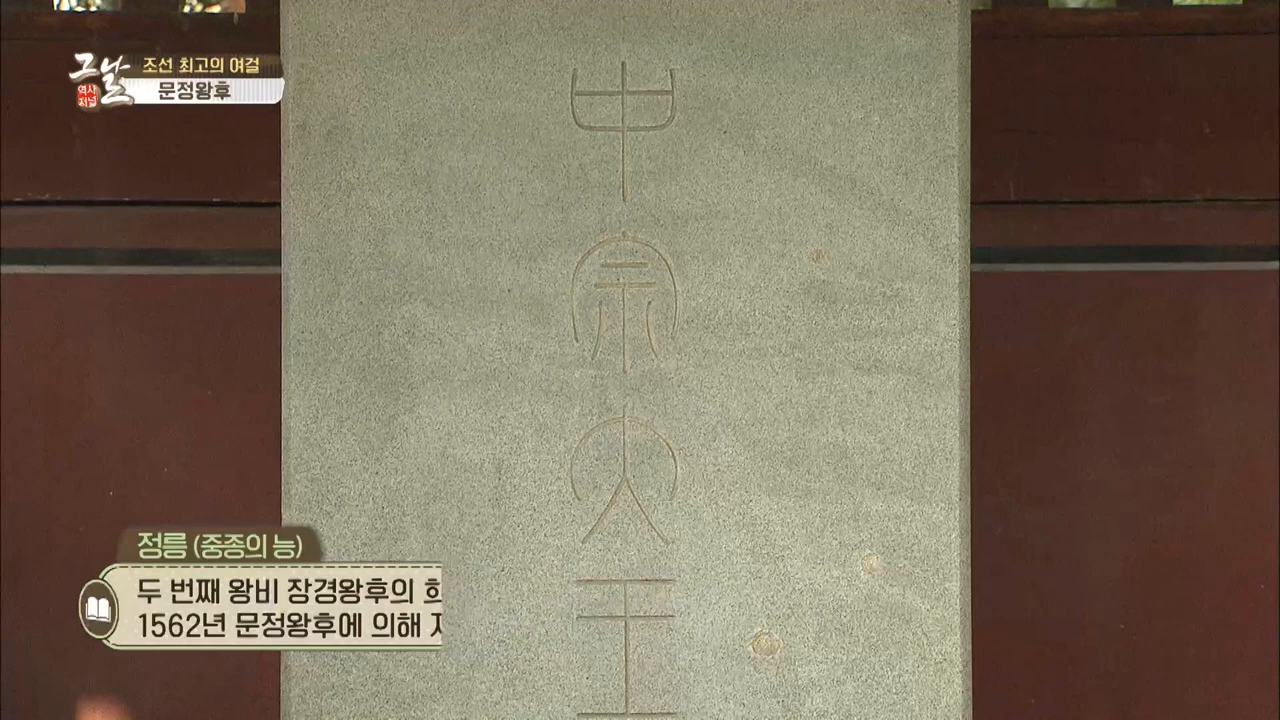 그날
역사
저널
조선 최고의 여걸
문정왕후
中
宗
大
王
정릉 (중종의 능)
두 번째 왕비 장경왕후의
1562년 문정왕후에 의해